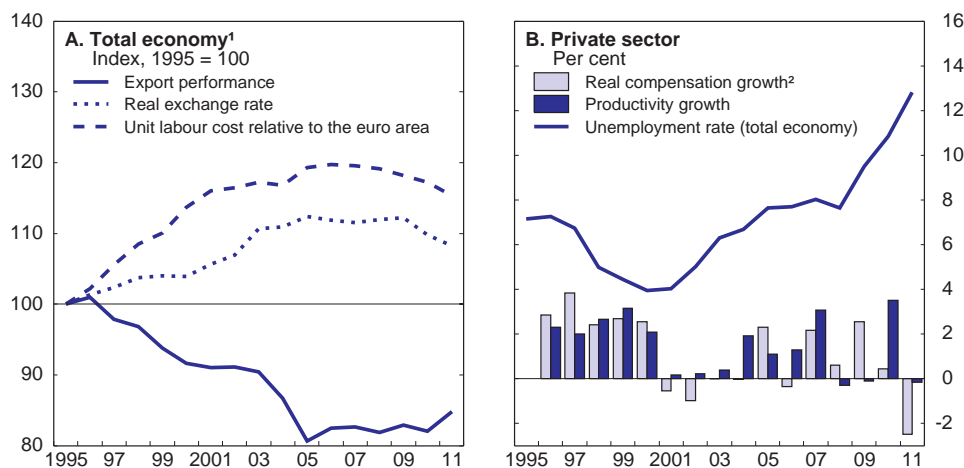 A. Total economy¹
Index, 1995 = 100
Export performance
Real exchange rate
Unit labour cost relative to the euro area
140
130
120
110
100
90
80
1995 97 99 2001 03 05 07 09 11
B. Private sector
Per cent
Real compensation growth²
Productivity growth
Unemployment rate (total economy)
16
14
12
10
8
6
4
2
0
-2
1995 97 99 2001 03 05 07 09 11